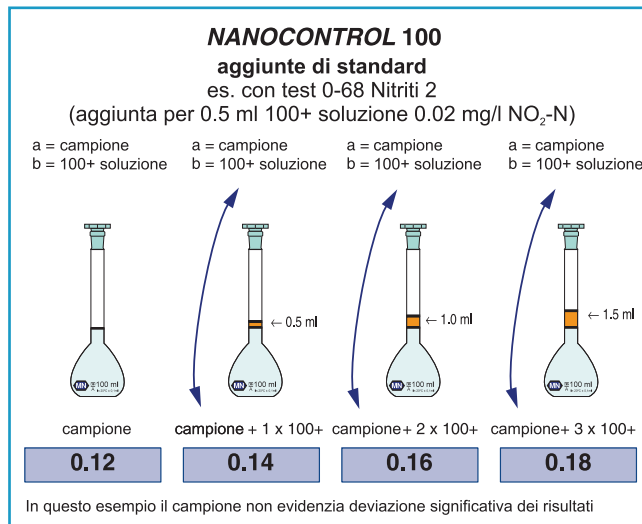 NANOCONTROL 100
aggiunte di standard
es. con test 0-68 Nitriti 2
(aggiunta per 0.5 ml 100+ soluzione 0.02 mg/l NO₂-N)
a = campione
b = 100+ soluzione
a = campione
b = 100+ soluzione
a = campione
b = 100+ soluzione
a = campione
b = 100+ soluzione
← 0.5 ml
← 1.0 ml
← 1.5 ml
MN 100 ml
MN 100 ml
MN 100 ml
MN 100 ml
campione
campione + 1 x 100+
campione+ 2 x 100+
campione+ 3 x 100+
0.12
0.14
0.16
0.18
In questo esempio il campione non evidenzia deviazione significativa dei risultati